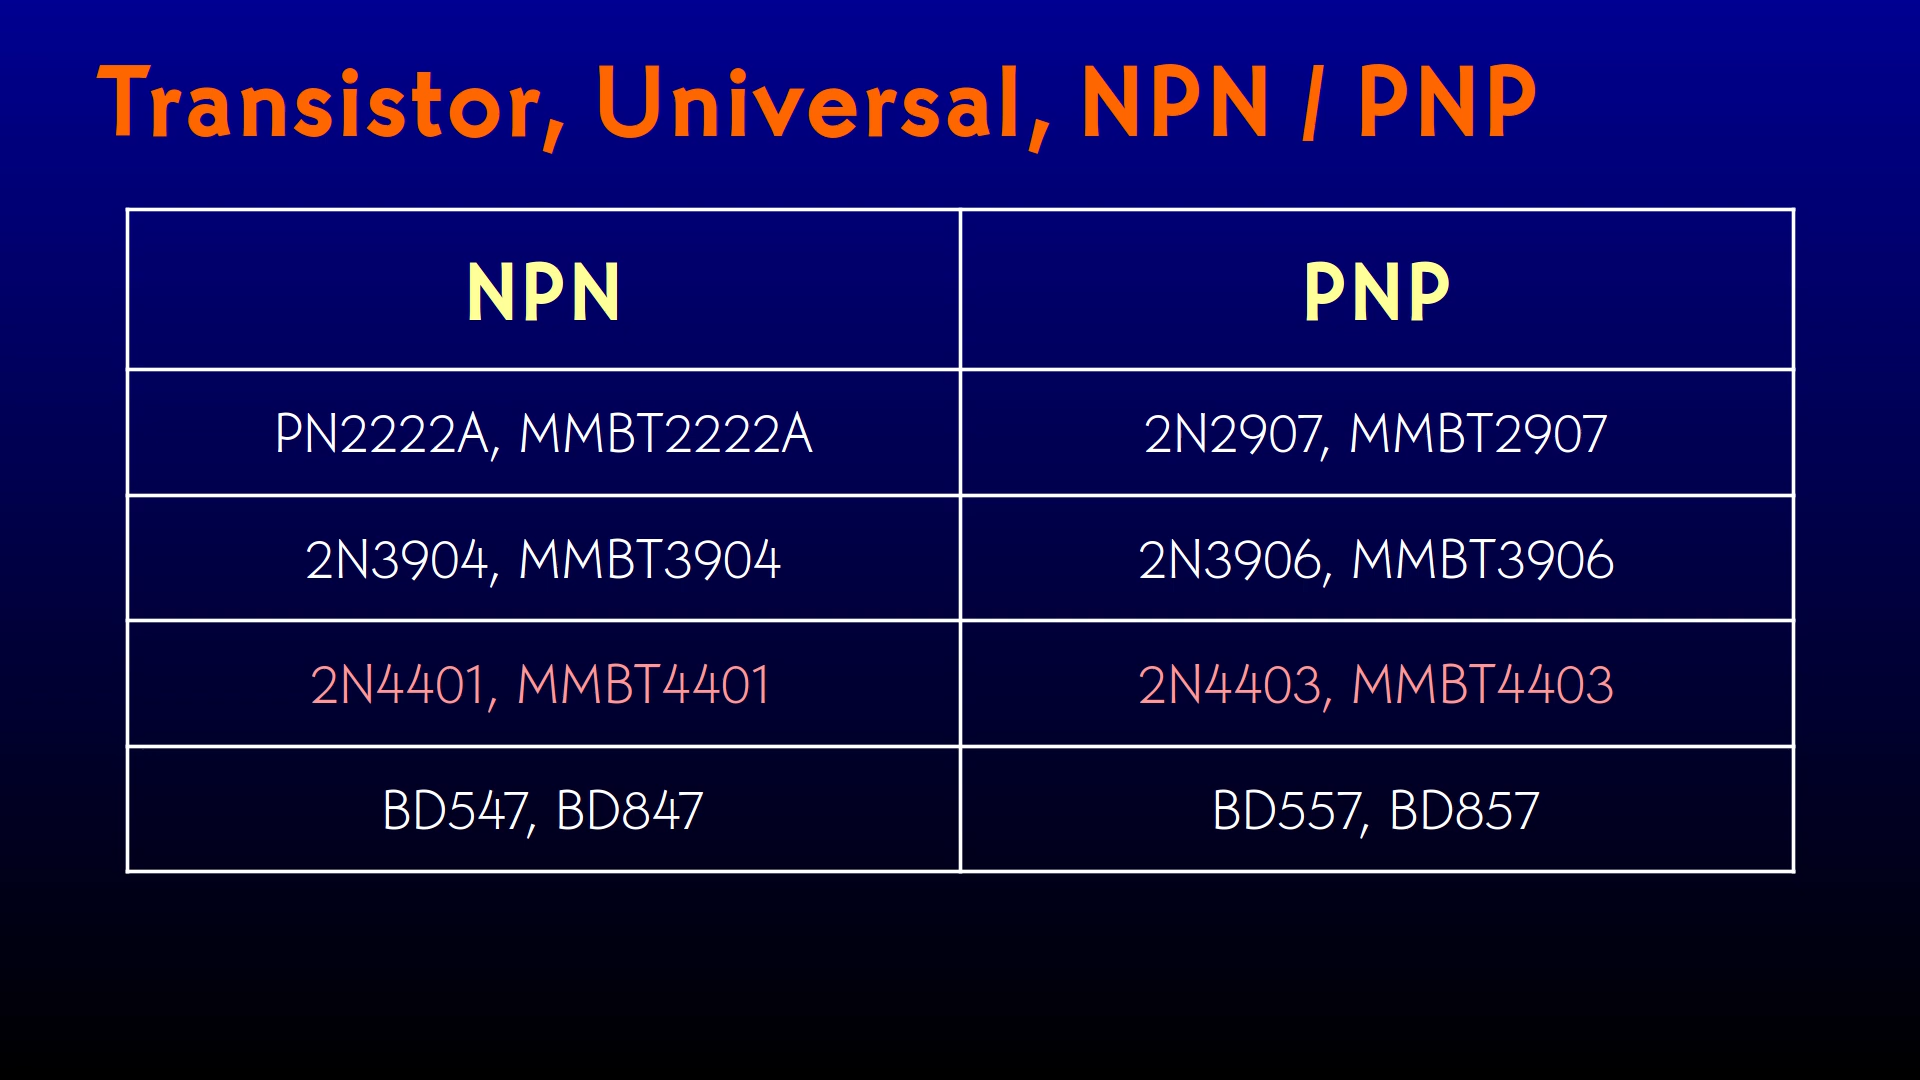 Transistor, Universal, NPN / PNP
NPN PNP
PN2222A, MMBT2222A 2N2907, MMBT2907
2N3904, MMBT3904 2N3906, MMBT3906
2N4401, MMBT4401 2N4403, MMBT4403
BD547, BD847 BD557, BD857